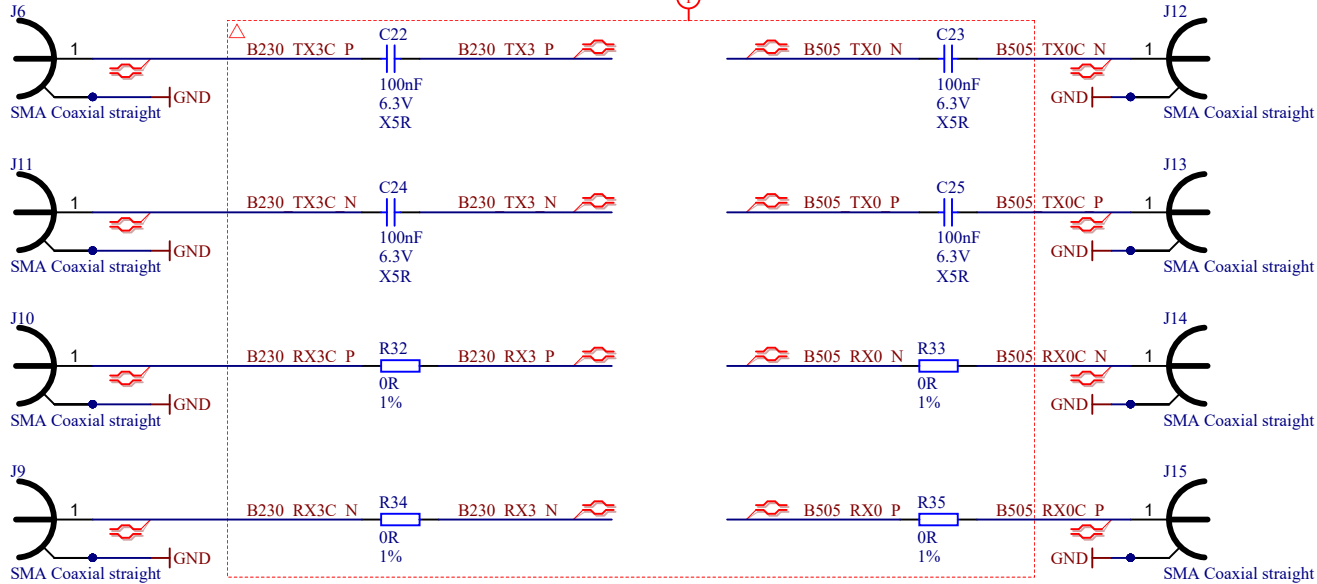 J6
1
GND
SMA Coaxial straight
B230_TX3C_P
C22
100nF
6.3V
X5R
B230_TX3_P
B505_TX0_N
C23
100nF
6.3V
X5R
B505_TX0C_N
J12
1
GND
SMA Coaxial straight
J11
1
GND
SMA Coaxial straight
B230_TX3C_N
C24
100nF
6.3V
X5R
B230_TX3_N
B505_TX0_P
C25
100nF
6.3V
X5R
B505_TX0C_P
J13
1
GND
SMA Coaxial straight
J10
1
GND
SMA Coaxial straight
B230_RX3C_P
R32
0R
1%
B230_RX3_P
B505_RX0_N
R33
0R
1%
B505_RX0C_N
J14
1
GND
SMA Coaxial straight
J9
1
GND
SMA Coaxial straight
B230_RX3C_N
R34
0R
1%
B230_RX3_N
B505_RX0_P
R35
0R
1%
B505_RX0C_P
J15
1
GND
SMA Coaxial straight